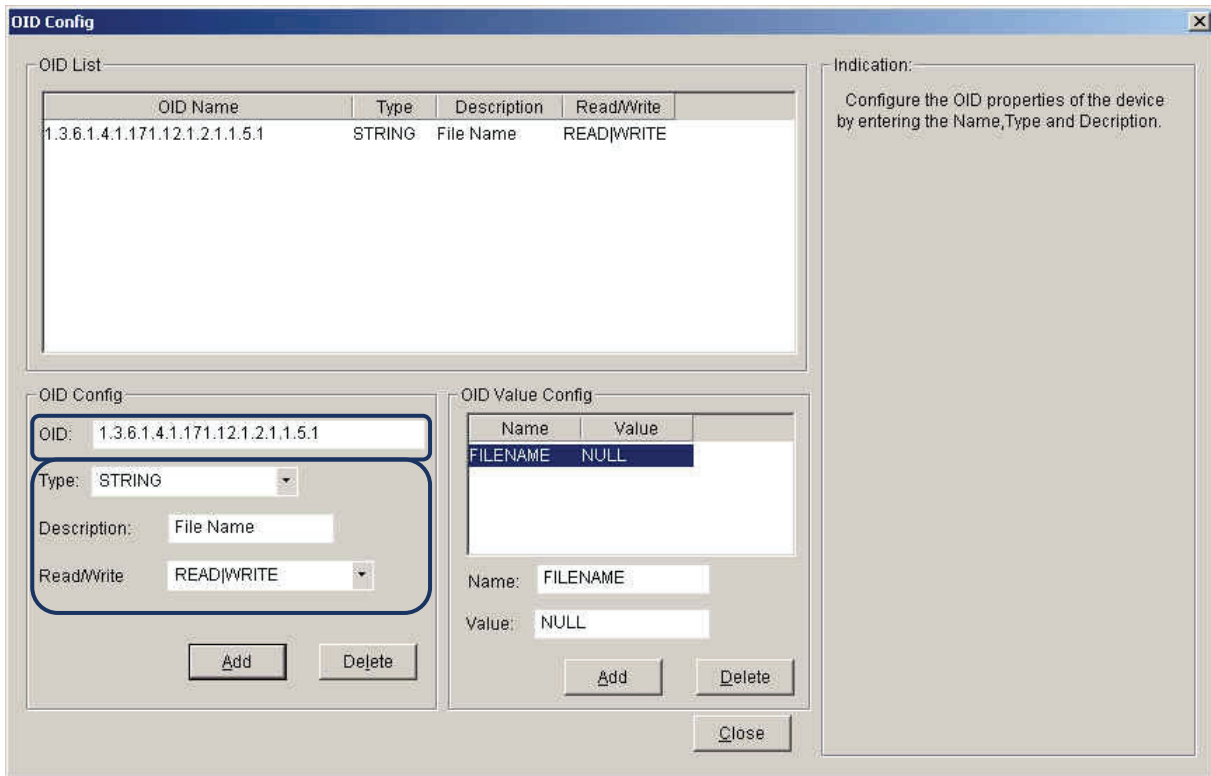 OID Config
OID List
OID Name Type Description Read/Write
1.3.6.1.4.1.171.12.1.2.1.1.5.1 STRING File Name READ|WRITE
Indication:
Configure the OID properties of the device
by entering the Name,Type and Decription.
OID Config
OID: 1.3.6.1.4.1.171.12.1.2.1.1.5.1
Type: STRING
Description: File Name
Read/Write READ|WRITE
Add Delete
OID Value Config
Name Value
FILENAME NULL
Name: FILENAME
Value: NULL
Add Delete
Close